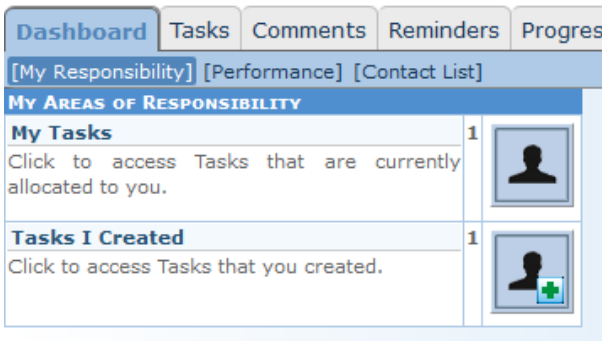 Dashboard Tasks Comments Reminders Progres
[My Responsibility] [Performance] [Contact List]
MY AREAS OF RESPONSIBILITY
My Tasks 1
Click to access Tasks that are currently
allocated to you.
Tasks I Created 1
Click to access Tasks that you created.